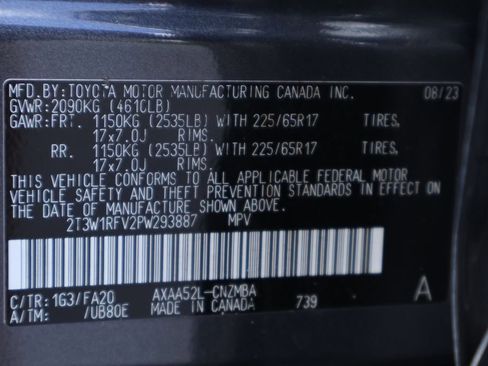 MFD.BY:TOYOTA MOTOR MANUFACTURING CANADA INC. 08/23
GVWR:2090KG (4610LB)
GAWR:FRT. 1150KG (2535LB) WITH 225/65R17 TIRES,
17x7.0J RIMS.
RR. 1150KG (2535LB) WITH 225/65R17 TIRES,
17x7.0J RIMS.
THIS VEHICLE CONFORMS TO ALL APPLICABLE FEDERAL MOTOR
VEHICLE SAFETY AND THEFT PREVENTION STANDARDS IN EFFECT ON
THE DATE OF MANUFACTURE SHOWN ABOVE.
2T3W1RFV2PW293887 MPV
C/TR: 1G3/FA20 AXAA52L-CNZMBA A
A/TM: /UB80E MADE IN CANADA 739